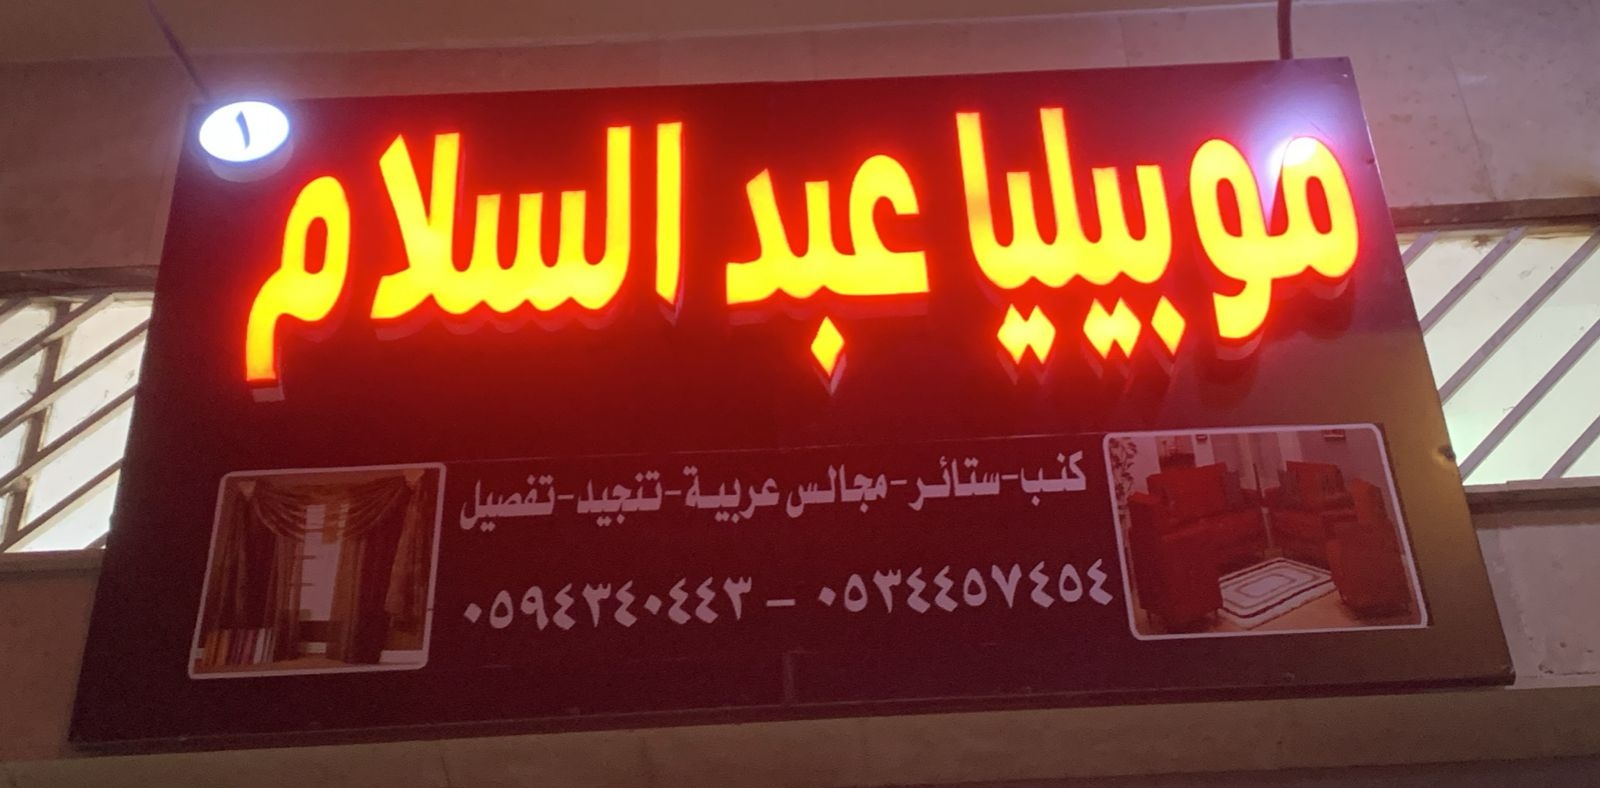 ١
موبيليا عبد السلام
كنب-ستائر-مجالس عربية-تنجيد-تفصيل
٠٥٩٤٣٤٠٤٤٣ – ٠٥٣٤٤٥٧٤٥٤